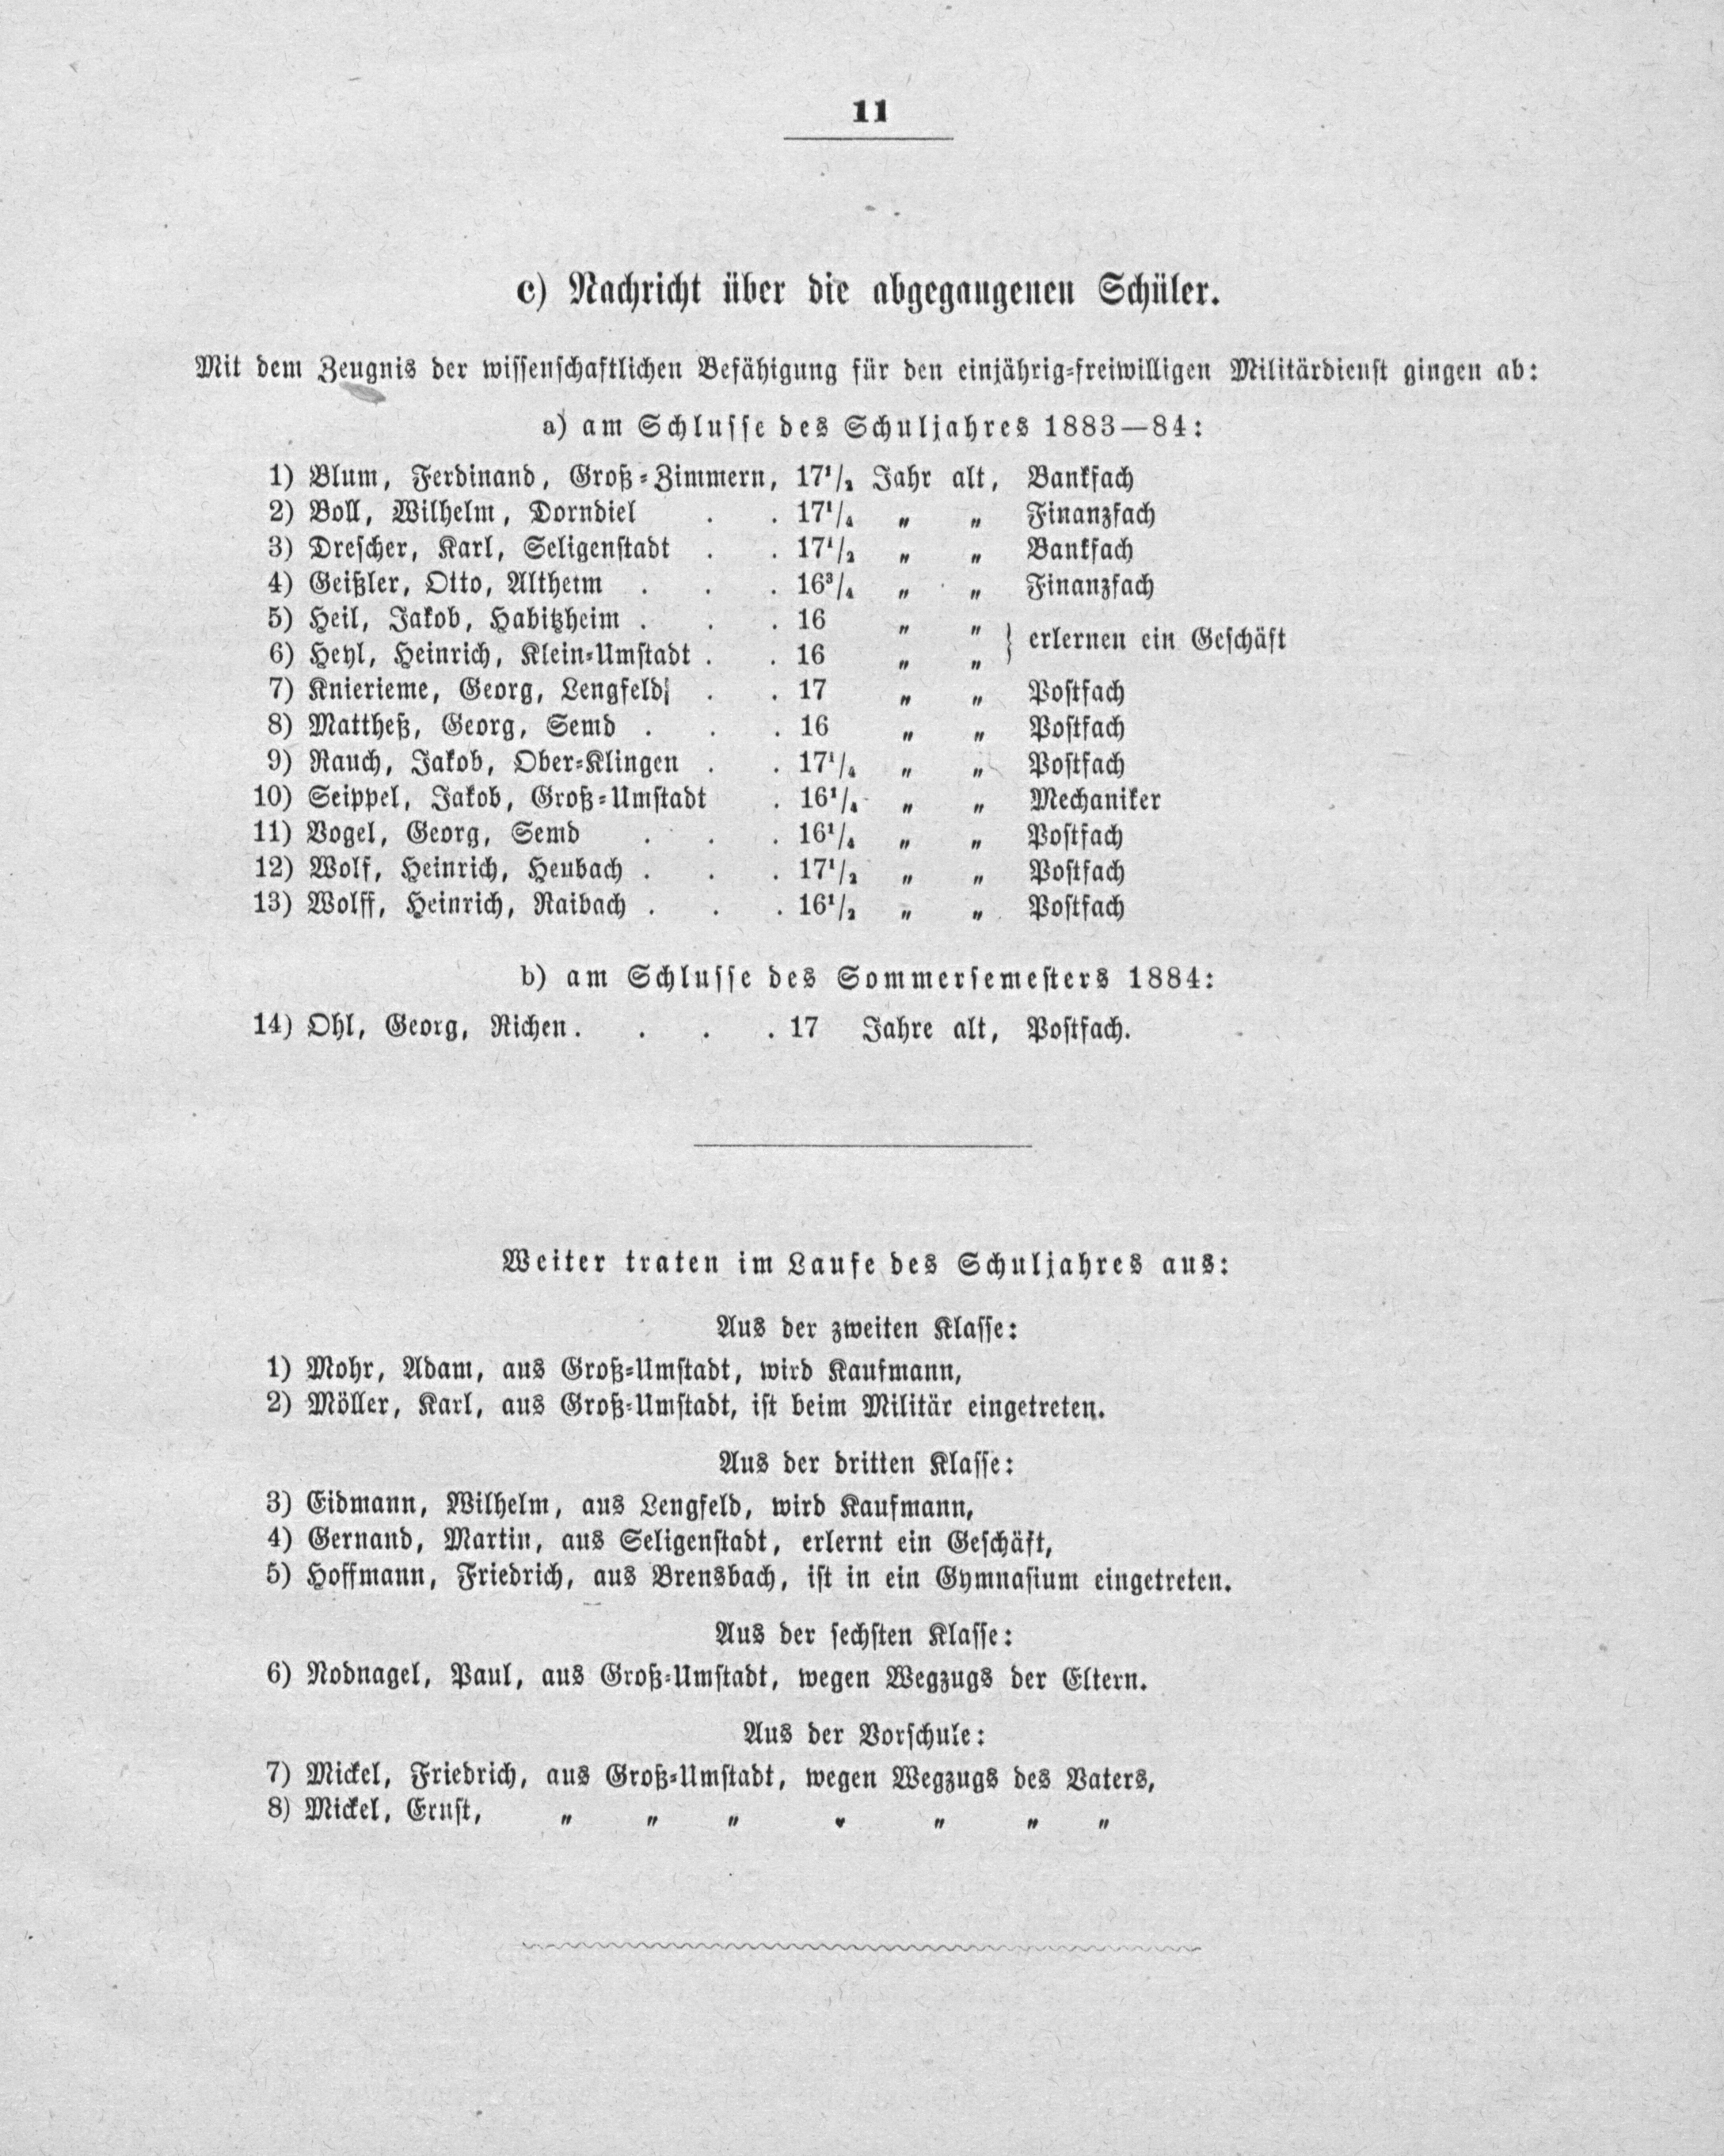 11
c) Nachricht über die abgegangenen Schüler.
Mit dem Zeugnis der wissenschaftlichen Befähigung für den einjährig-freiwilligen Militärdienst gingen ab:
a) am Schlusse des Schuljahres 1883—84:
1) Blum, Ferdinand, Groß-Zimmern, 17¹/₂ Jahr alt, Bankfach
2) Boll, Wilhelm, Dorndiel . . 17¹/₄ „ „ Finanzfach
3) Drescher, Karl, Seligenstadt . . 17¹/₂ „ „ Bankfach
4) Geißler, Otto, Altheim . . . 16³/₄ „ „ Finanzfach
5) Heil, Jakob, Habitzheim . . . 16 „ „
} erlernen ein Geschäft
6) Heyl, Heinrich, Klein-Umstadt . . 16 „ „
7) Knierieme, Georg, Lengfeld . . 17 „ „ Postfach
8) Mattheß, Georg, Semd . . . 16 „ „ Postfach
9) Rauch, Jakob, Ober-Klingen . . 17¹/₄ „ „ Postfach
10) Seippel, Jakob, Groß-Umstadt . 16¹/₄ „ „ Mechaniker
11) Vogel, Georg, Semd . . . 16¹/₄ „ „ Postfach
12) Wolf, Heinrich, Heubach . . . 17¹/₂ „ „ Postfach
13) Wolff, Heinrich, Raibach . . . 16¹/₂ „ „ Postfach
b) am Schlusse des Sommersemesters 1884:
14) Ohl, Georg, Richen. . . . 17 Jahre alt, Postfach.
Weiter traten im Laufe des Schuljahres aus:
Aus der zweiten Klasse:
1) Mohr, Adam, aus Groß-Umstadt, wird Kaufmann,
2) Möller, Karl, aus Groß-Umstadt, ist beim Militär eingetreten.
Aus der dritten Klasse:
3) Eidmann, Wilhelm, aus Lengfeld, wird Kaufmann,
4) Gernand, Martin, aus Seligenstadt, erlernt ein Geschäft,
5) Hoffmann, Friedrich, aus Brensbach, ist in ein Gymnasium eingetreten.
Aus der sechsten Klasse:
6) Nodnagel, Paul, aus Groß-Umstadt, wegen Wegzugs der Eltern.
Aus der Vorschule:
7) Mickel, Friedrich, aus Groß-Umstadt, wegen Wegzugs des Vaters,
8) Mickel, Ernst, „ „ „ „ „ „ „